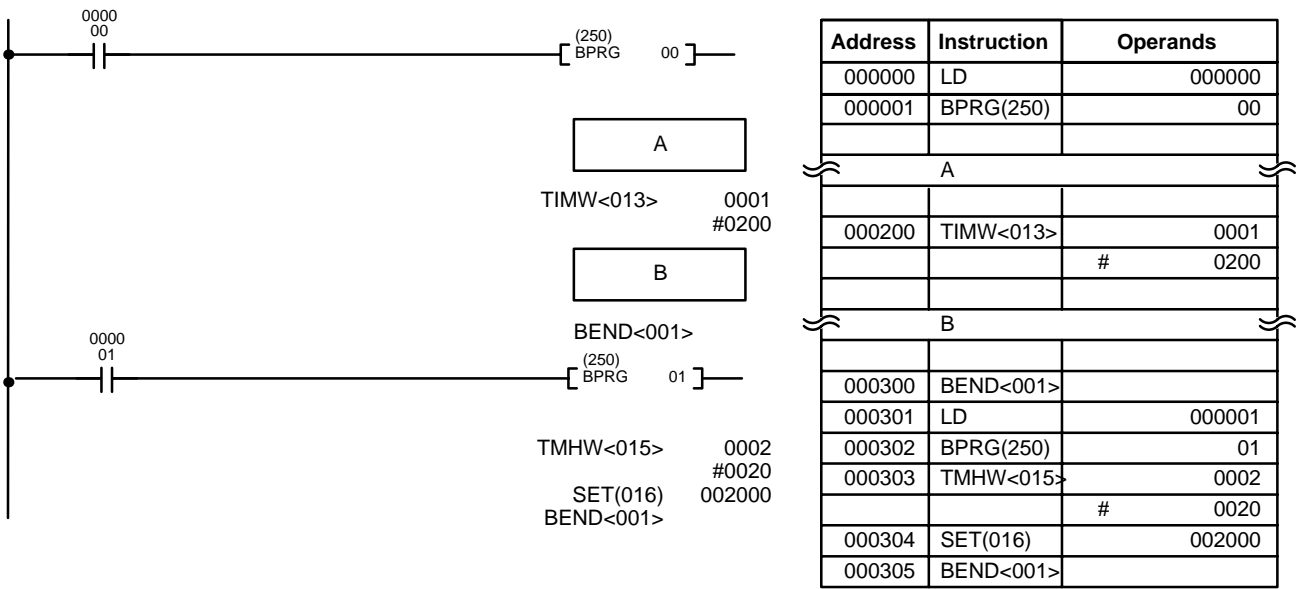 0000
00
(250)
BPRG 00
A
TIMW<013> 0001
#0200
B
BEND<001>
0000
01
(250)
BPRG 01
TMHW<015> 0002
#0020
SET(016) 002000
BEND<001>
Address Instruction Operands
000000 LD 000000
000001 BPRG(250) 00
A
000200 TIMW<013> 0001
# 0200
B
000300 BEND<001>
000301 LD 000001
000302 BPRG(250) 01
000303 TMHW<015> 0002
# 0020
000304 SET(016) 002000
000305 BEND<001>